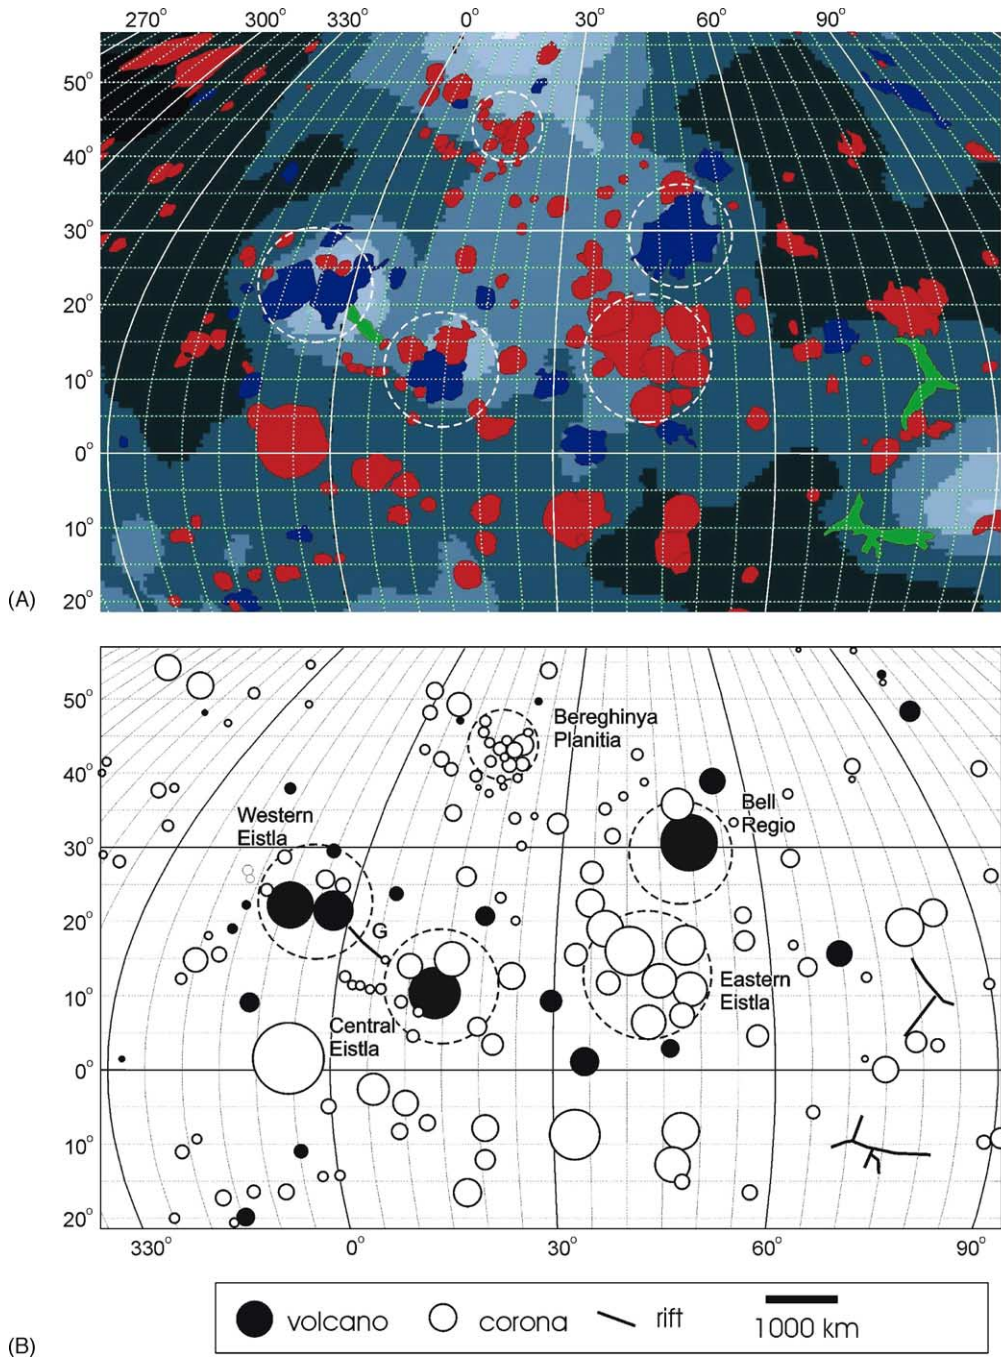 270° 300° 330° 0° 30° 60° 90°
50°
40°
30°
20°
10°
0°
10°
20°
(A)
50°
40°
30°
20°
10°
0°
10°
20°
Bereghinya
Planitia
Western
Eistla
Bell
Regio
G
Eastern
Eistla
Central
Eistla
330° 0° 30° 60° 90°
volcano corona rift 1000 km
(B)